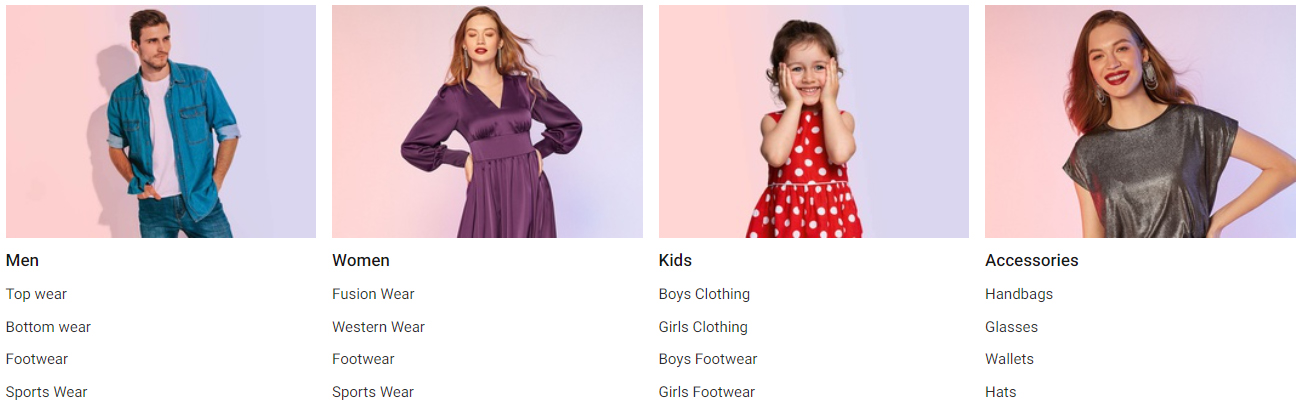 Men
Top wear
Bottom wear
Footwear
Sports Wear
Women
Fusion Wear
Western Wear
Footwear
Sports Wear
Kids
Boys Clothing
Girls Clothing
Boys Footwear
Girls Footwear
Accessories
Handbags
Glasses
Wallets
Hats